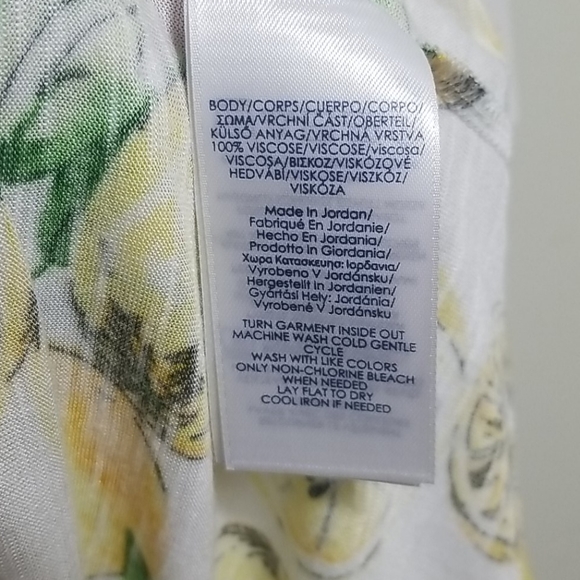 BODY/CORPS/CUERPO/CORPO/
ΣΩΜΑ/VRCHNÍ ČÁST/OBERTEIL/
KÜLSŐ ANYAG/VRCHNÁ VRSTVA
100% VISCOSE/VISCOSE/viscosa/
VISCOSA/ΒΙΣΚΟΖ/VISKÓZOVÉ
HEDVÁBÍ/VISKOSE/VISZKÓZ/
VISKÓZA
Made In Jordan/
Fabriqué En Jordanie/
Hecho En Jordania/
Prodotto In Giordania/
Χωρα Κατασκευησ: Ιορδανια/
Vyrobeno V Jordánsku/
Hergestellt In Jordanien/
Gyártási Hely: Jordánia/
Vyrobené V Jordánsku
TURN GARMENT INSIDE OUT
MACHINE WASH COLD GENTLE
CYCLE
WASH WITH LIKE COLORS
ONLY NON-CHLORINE BLEACH
WHEN NEEDED
LAY FLAT TO DRY
COOL IRON IF NEEDED